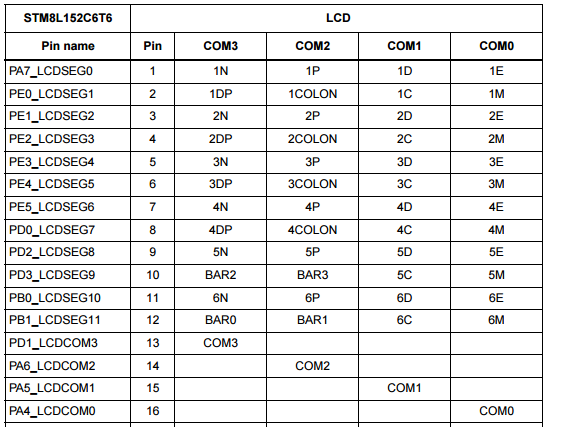 STM8L152C6T6 LCD
Pin name Pin COM3 COM2 COM1 COM0
PA7_LCDSEG0 1 1N 1P 1D 1E
PE0_LCDSEG1 2 1DP 1COLON 1C 1M
PE1_LCDSEG2 3 2N 2P 2D 2E
PE2_LCDSEG3 4 2DP 2COLON 2C 2M
PE3_LCDSEG4 5 3N 3P 3D 3E
PE4_LCDSEG5 6 3DP 3COLON 3C 3M
PE5_LCDSEG6 7 4N 4P 4D 4E
PD0_LCDSEG7 8 4DP 4COLON 4C 4M
PD2_LCDSEG8 9 5N 5P 5D 5E
PD3_LCDSEG9 10 BAR2 BAR3 5C 5M
PB0_LCDSEG10 11 6N 6P 6D 6E
PB1_LCDSEG11 12 BAR0 BAR1 6C 6M
PD1_LCDCOM3 13 COM3
PA6_LCDCOM2 14 COM2
PA5_LCDCOM1 15 COM1
PA4_LCDCOM0 16 COM0